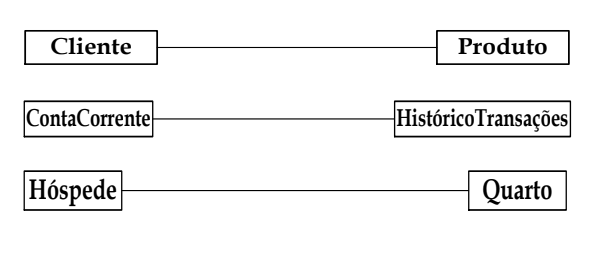 Cliente Produto
ContaCorrente HistóricoTransações
Hóspede Quarto